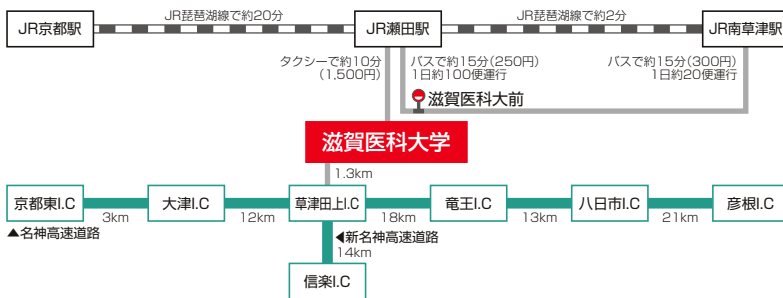 JR琵琶湖線で約20分
JR琵琶湖線で約2分
JR京都駅
JR瀬田駅
JR南草津駅
タクシーで約10分
(1,500円)
バスで約15分(250円)
1日約100便運行
バスで約15分(300円)
1日約20便運行
滋賀医科大前
滋賀医科大学
1.3km
京都東I.C
大津I.C
草津田上I.C
竜王I.C
八日市I.C
彦根I.C
3km
12km
18km
13km
21km
▲名神高速道路
◀新名神高速道路
14km
信楽I.C